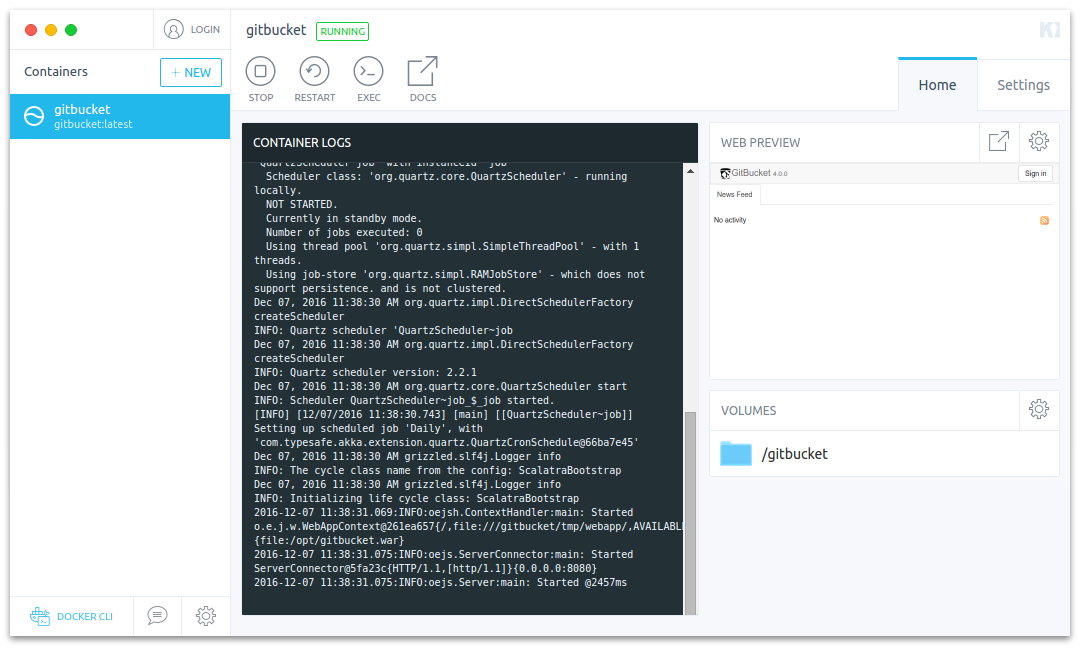 LOGIN
gitbucket RUNNING
Containers
+ NEW
gitbucket
gitbucket:latest
STOP RESTART EXEC DOCS
Home Settings
CONTAINER LOGS
'QuartzScheduler~job' with instanceId 'job'
Scheduler class: 'org.quartz.core.QuartzScheduler' - running
locally.
NOT STARTED.
Currently in standby mode.
Number of jobs executed: 0
Using thread pool 'org.quartz.simpl.SimpleThreadPool' - with 1
threads.
Using job-store 'org.quartz.simpl.RAMJobStore' - which does not
support persistence. and is not clustered.
Dec 07, 2016 11:38:30 AM org.quartz.impl.DirectSchedulerFactory
createScheduler
INFO: Quartz scheduler 'QuartzScheduler~job
Dec 07, 2016 11:38:30 AM org.quartz.impl.DirectSchedulerFactory
createScheduler
INFO: Quartz scheduler version: 2.2.1
Dec 07, 2016 11:38:30 AM org.quartz.core.QuartzScheduler start
INFO: Scheduler QuartzScheduler~job_$_job started.
[INFO] [12/07/2016 11:38:30.743] [main] [[QuartzScheduler~job]]
Setting up scheduled job 'Daily', with
'com.typesafe.akka.extension.quartz.QuartzCronSchedule@66ba7e45'
Dec 07, 2016 11:38:30 AM grizzled.slf4j.Logger info
INFO: The cycle class name from the config: ScalatraBootstrap
Dec 07, 2016 11:38:30 AM grizzled.slf4j.Logger info
INFO: Initializing life cycle class: ScalatraBootstrap
2016-12-07 11:38:31.069:INFO:oejsh.ContextHandler:main: Started
o.e.j.w.WebAppContext@261ea657{/,file:///gitbucket/tmp/webapp/,AVAILABLE
{file:/opt/gitbucket.war}
2016-12-07 11:38:31.075:INFO:oejs.ServerConnector:main: Started
ServerConnector@5fa23c{HTTP/1.1,[http/1.1]}{0.0.0.0:8080}
2016-12-07 11:38:31.075:INFO:oejs.Server:main: Started @2457ms
WEB PREVIEW
GitBucket 4.0.0
Sign in
News Feed
No activity
VOLUMES
/gitbucket
DOCKER CLI